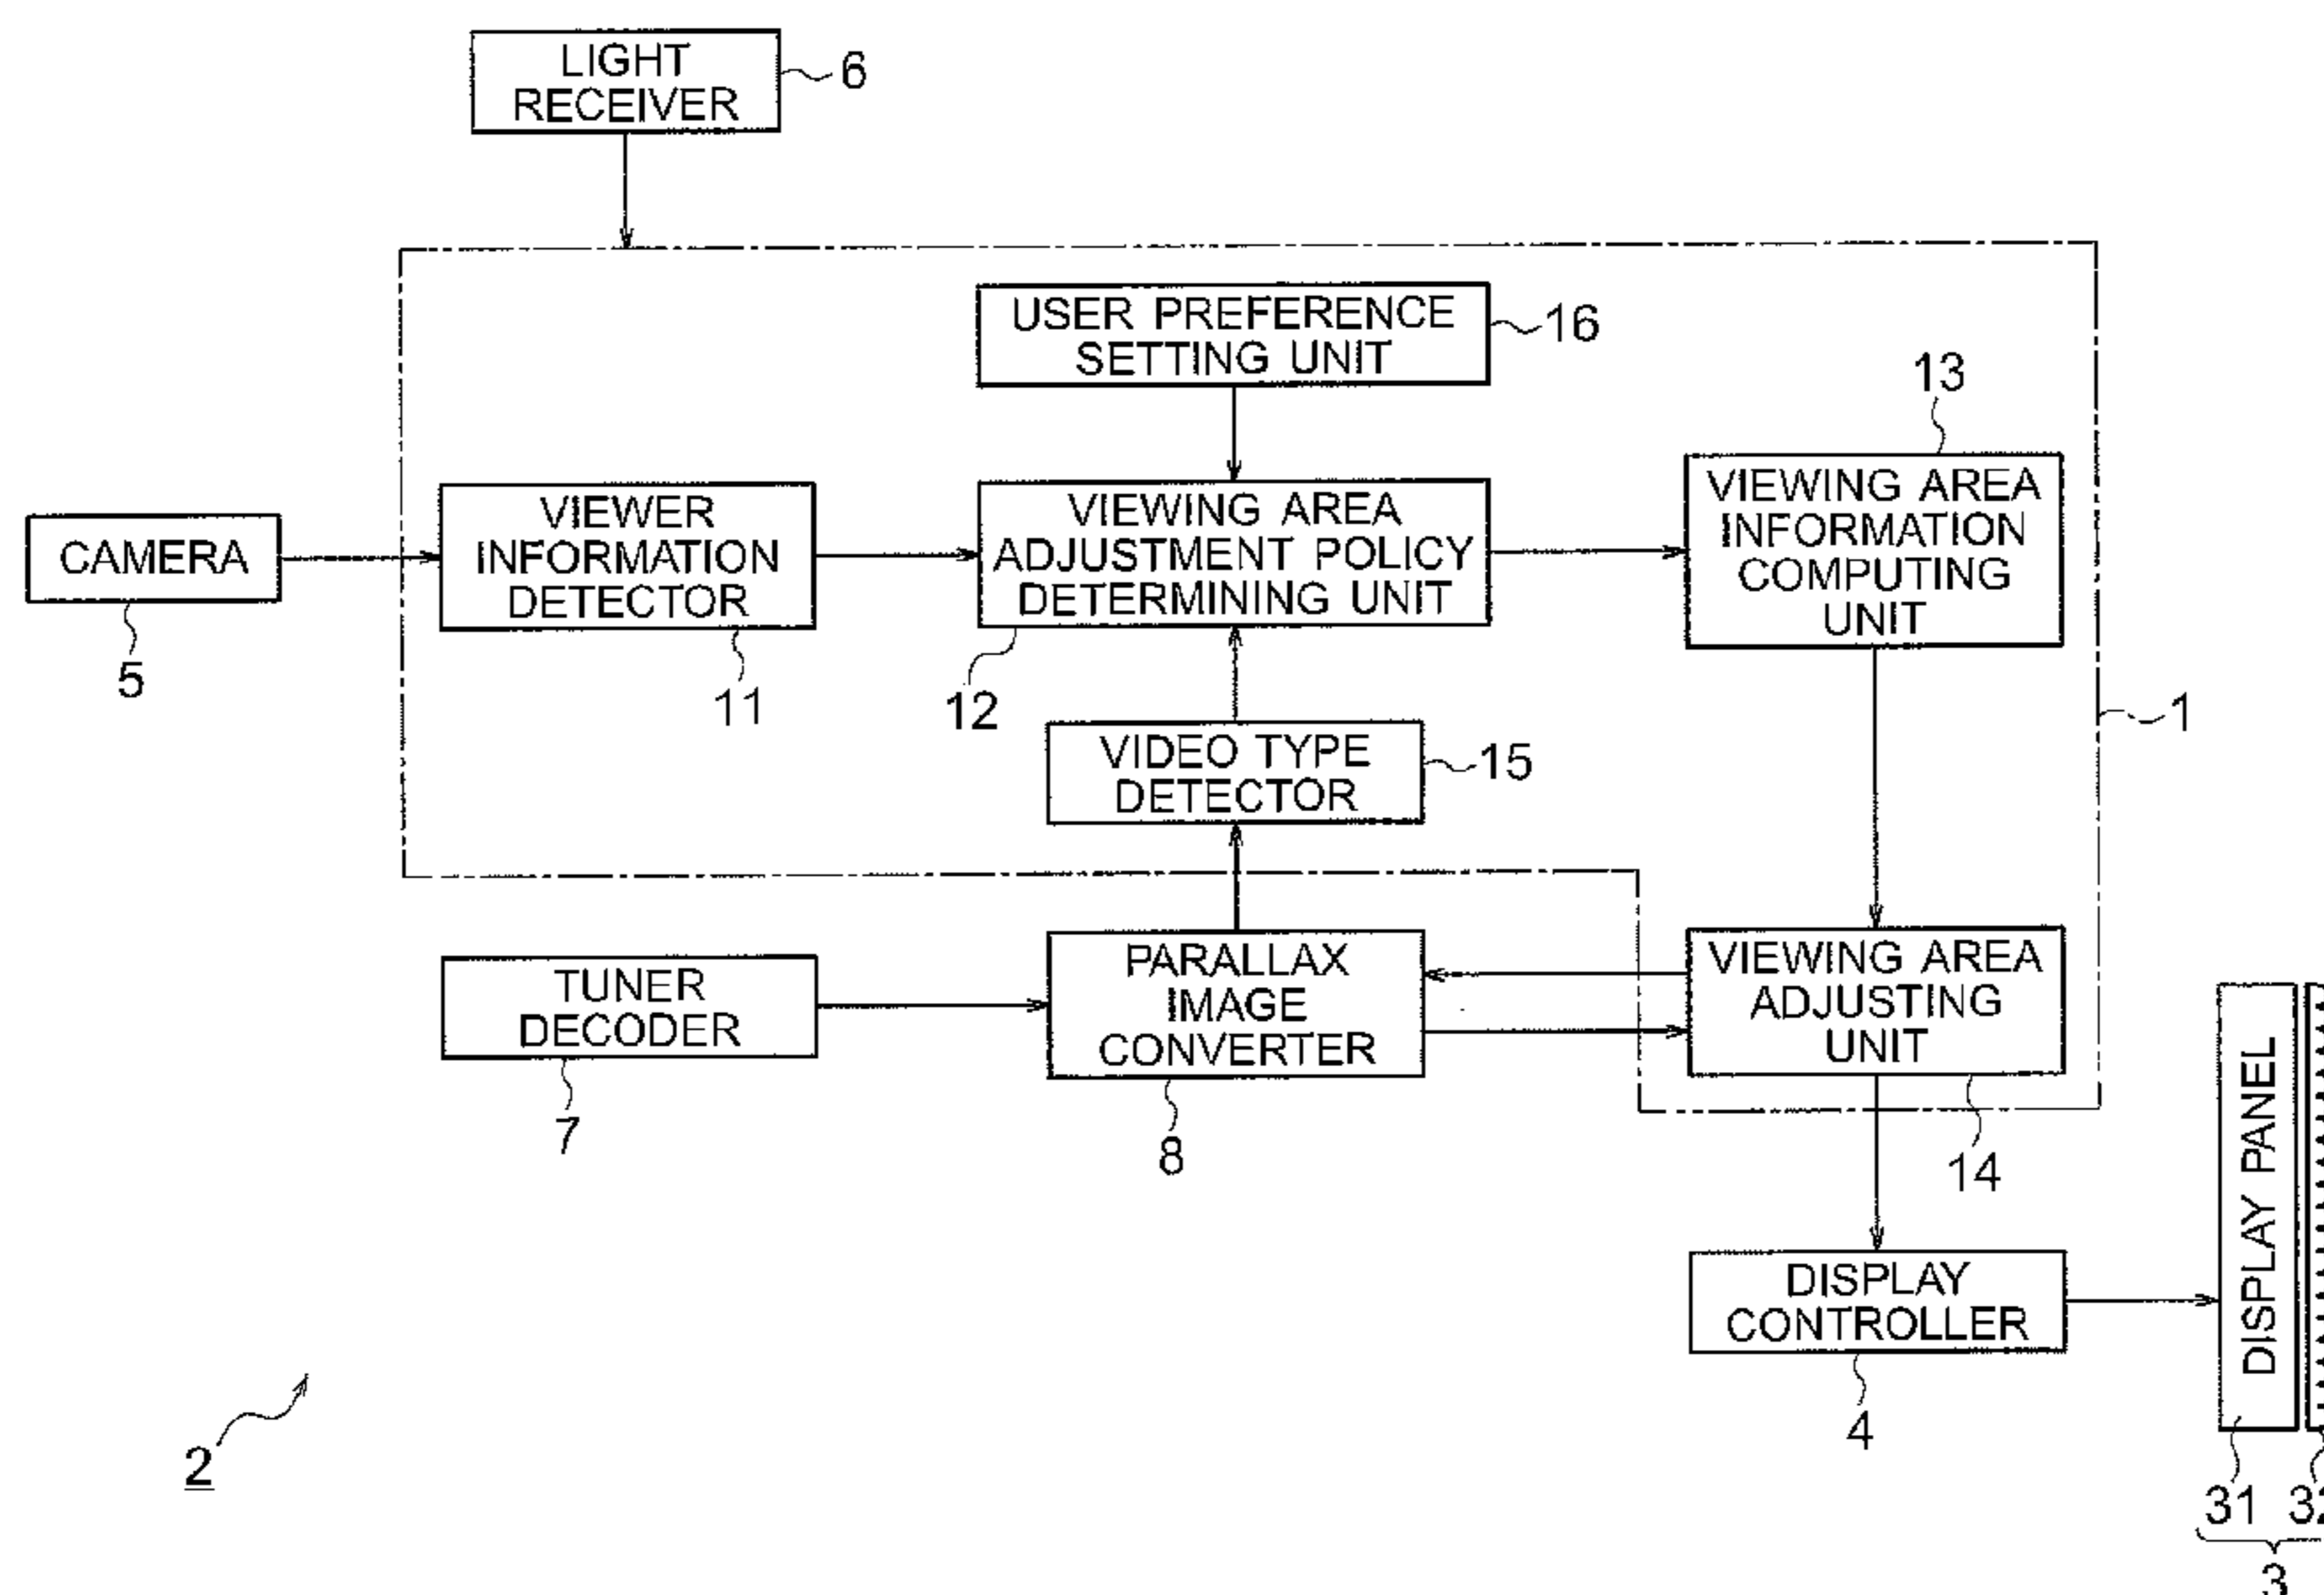 LIGHT
RECEIVER
6
USER PREFERENCE
SETTING UNIT
16
13
VIEWING AREA
INFORMATION
COMPUTING
UNIT
CAMERA
5
VIEWER
INFORMATION
DETECTOR
11
VIEWING AREA
ADJUSTMENT POLICY
DETERMINING UNIT
12
1
VIDEO TYPE
DETECTOR
15
TUNER
DECODER
7
PARALLAX
IMAGE
CONVERTER
8
VIEWING AREA
ADJUSTING
UNIT
14
DISPLAY
CONTROLLER
4
DISPLAY PANEL
31 32
3
2